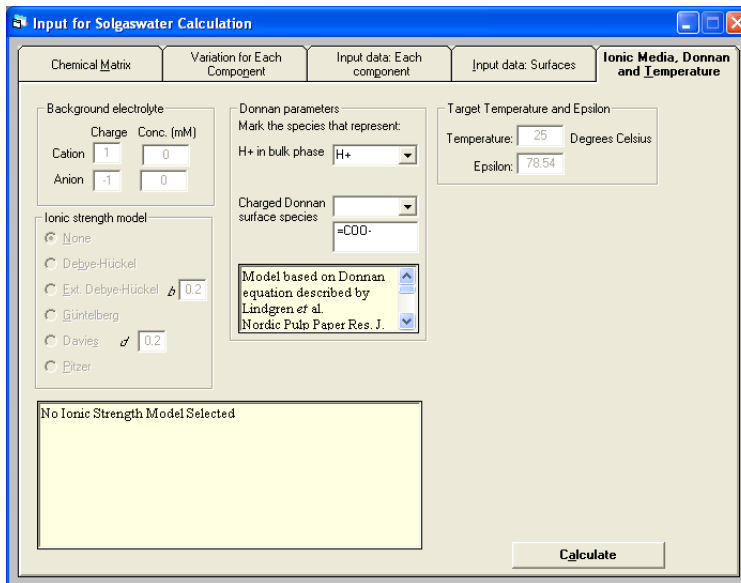 Input for Solgaswater Calculation
Chemical Matrix
Variation for Each
Component
Input data: Each
component
Input data: Surfaces
Ionic Media, Donnan
and Temperature
Background electrolyte
Charge Conc. (mM)
Cation 1 0
Anion -1 0
Ionic strength model
None
Debye-Hückel
Ext. Debye-Hückel b 0.2
Güntelberg
Davies d 0.2
Pitzer
Donnan parameters
Mark the species that represent:
H+ in bulk phase H+
Charged Donnan
surface species
=COO-
Model based on Donnan
equation described by
Lindgren et al.
Nordic Pulp Paper Res. J.
Target Temperature and Epsilon
Temperature: 25 Degrees Celsius
Epsilon: 78.54
No Ionic Strength Model Selected
Calculate